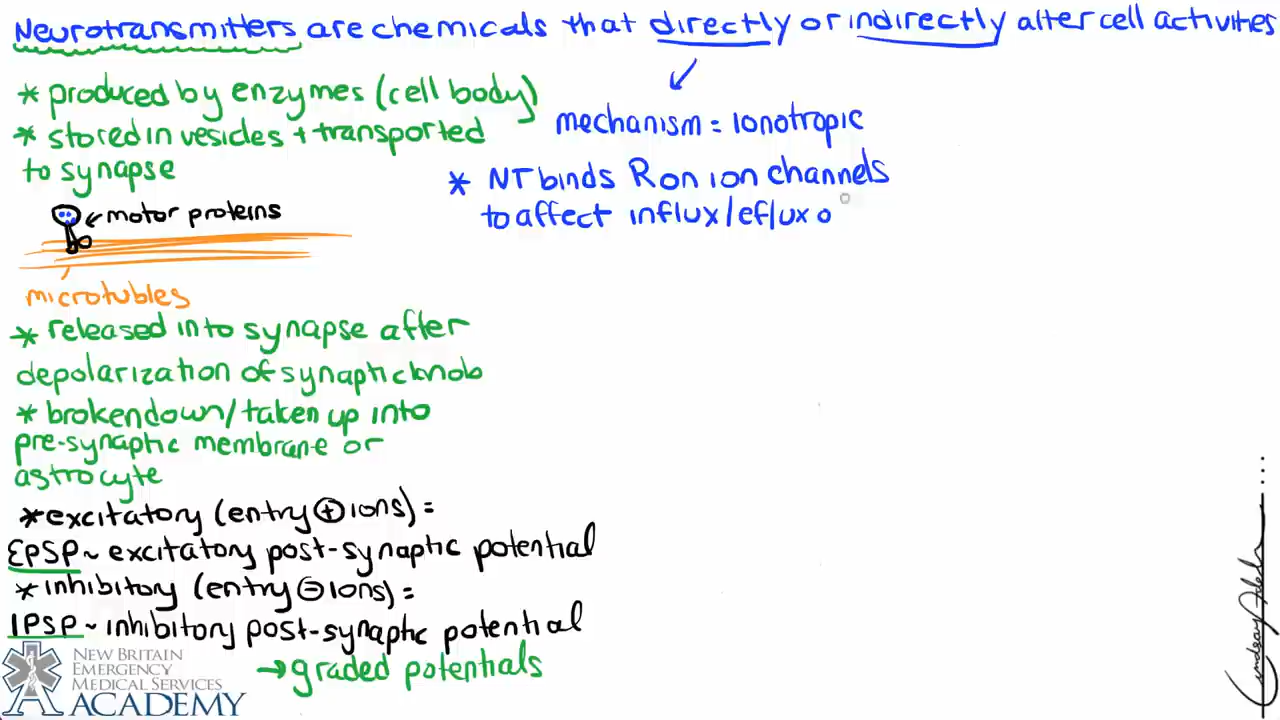 Neurotransmitters are chemicals that directly or indirectly alter cell activities
* produced by enzymes (cell body)
* stored in vesicles + transported
to synapse
motor proteins
microtubles
* released into synapse after
depolarization of synaptic knob
* broken down/taken up into
pre-synaptic membrane or
astrocyte
*excitatory (entry ⊕ ions) =
EPSP~ excitatory post-synaptic potential
*inhibitory (entry ⊖ ions) =
IPSP~ inhibitory post-synaptic potential
→ graded potentials
mechanism = Ionotropic
* NT binds R on ion channels
to affect influx/eflux o
NEW BRITAIN
EMERGENCY
MEDICAL SERVICES
ACADEMY
Lindsay